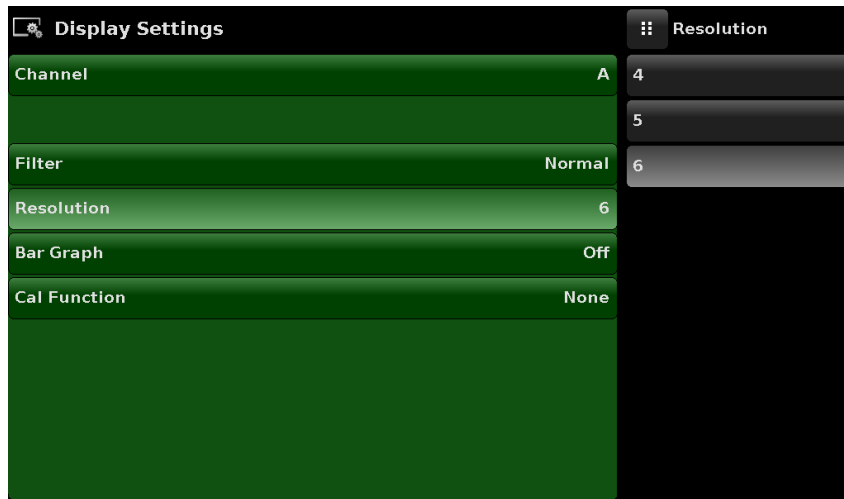 Display Settings
Channel A
Filter Normal
Resolution 6
Bar Graph Off
Cal Function None
Resolution
4
5
6